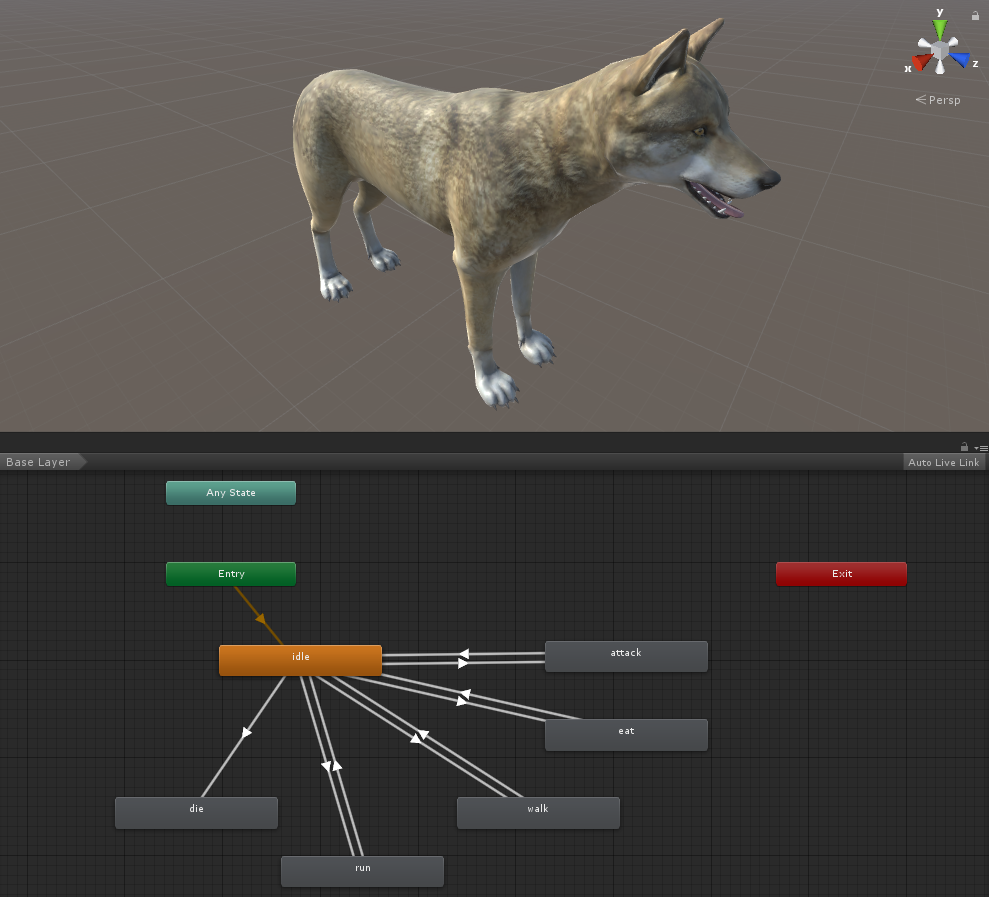 y
x
z
Persp
Base Layer
Auto Live Link
Any State
Entry
Exit
idle
attack
eat
die
walk
run